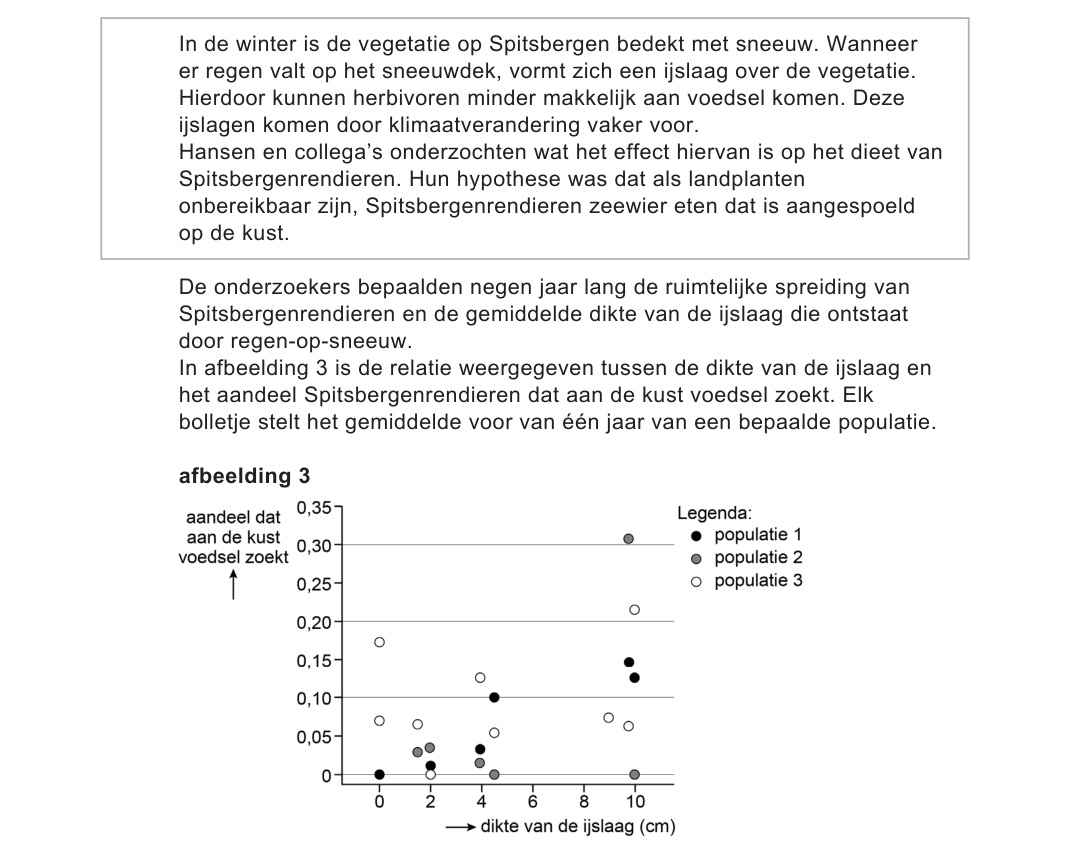 In de winter is de vegetatie op Spitsbergen bedekt met sneeuw. Wanneer
er regen valt op het sneeuwdek, vormt zich een ijslaag over de vegetatie.
Hierdoor kunnen herbivoren minder makkelijk aan voedsel komen. Deze
ijslagen komen door klimaatverandering vaker voor.
Hansen en collega's onderzochten wat het effect hiervan is op het dieet van
Spitsbergenrendieren. Hun hypothese was dat als landplanten
onbereikbaar zijn, Spitsbergenrendieren zeewier eten dat is aangespoeld
op de kust.
De onderzoekers bepaalden negen jaar lang de ruimtelijke spreiding van
Spitsbergenrendieren en de gemiddelde dikte van de ijslaag die ontstaat
door regen-op-sneeuw.
In afbeelding 3 is de relatie weergegeven tussen de dikte van de ijslaag en
het aandeel Spitsbergenrendieren dat aan de kust voedsel zoekt. Elk
bolletje stelt het gemiddelde voor van één jaar van een bepaalde populatie.
afbeelding 3
aandeel dat
aan de kust
voedsel zoekt
0,35
0,30
0,25
0,20
0,15
0,10
0,05
0
0 2 4 6 8 10
dikte van de ijslaag (cm)
Legenda:
populatie 1
populatie 2
populatie 3